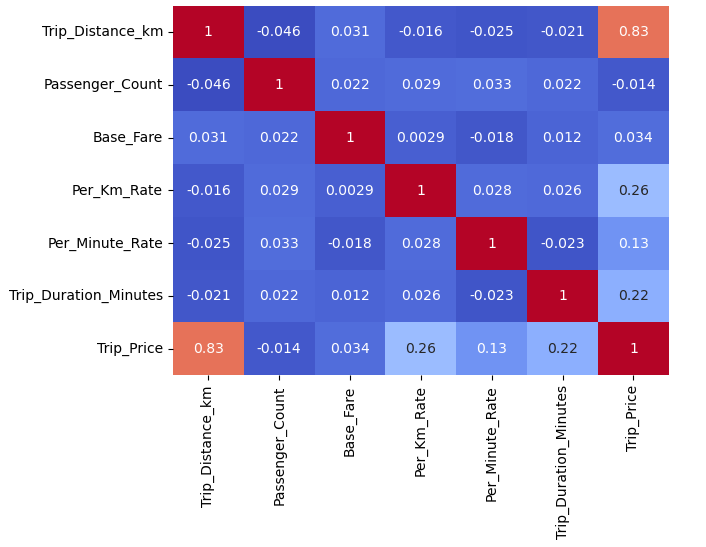 Trip_Distance_km 1 -0.046 0.031 -0.016 -0.025 -0.021 0.83
Passenger_Count -0.046 1 0.022 0.029 0.033 0.022 -0.014
Base_Fare 0.031 0.022 1 0.0029 -0.018 0.012 0.034
Per_Km_Rate -0.016 0.029 0.0029 1 0.028 0.026 0.26
Per_Minute_Rate -0.025 0.033 -0.018 0.028 1 -0.023 0.13
Trip_Duration_Minutes -0.021 0.022 0.012 0.026 -0.023 1 0.22
Trip_Price 0.83 -0.014 0.034 0.26 0.13 0.22 1
Trip_Distance_km
Passenger_Count
Base_Fare
Per_Km_Rate
Per_Minute_Rate
Trip_Duration_Minutes
Trip_Price